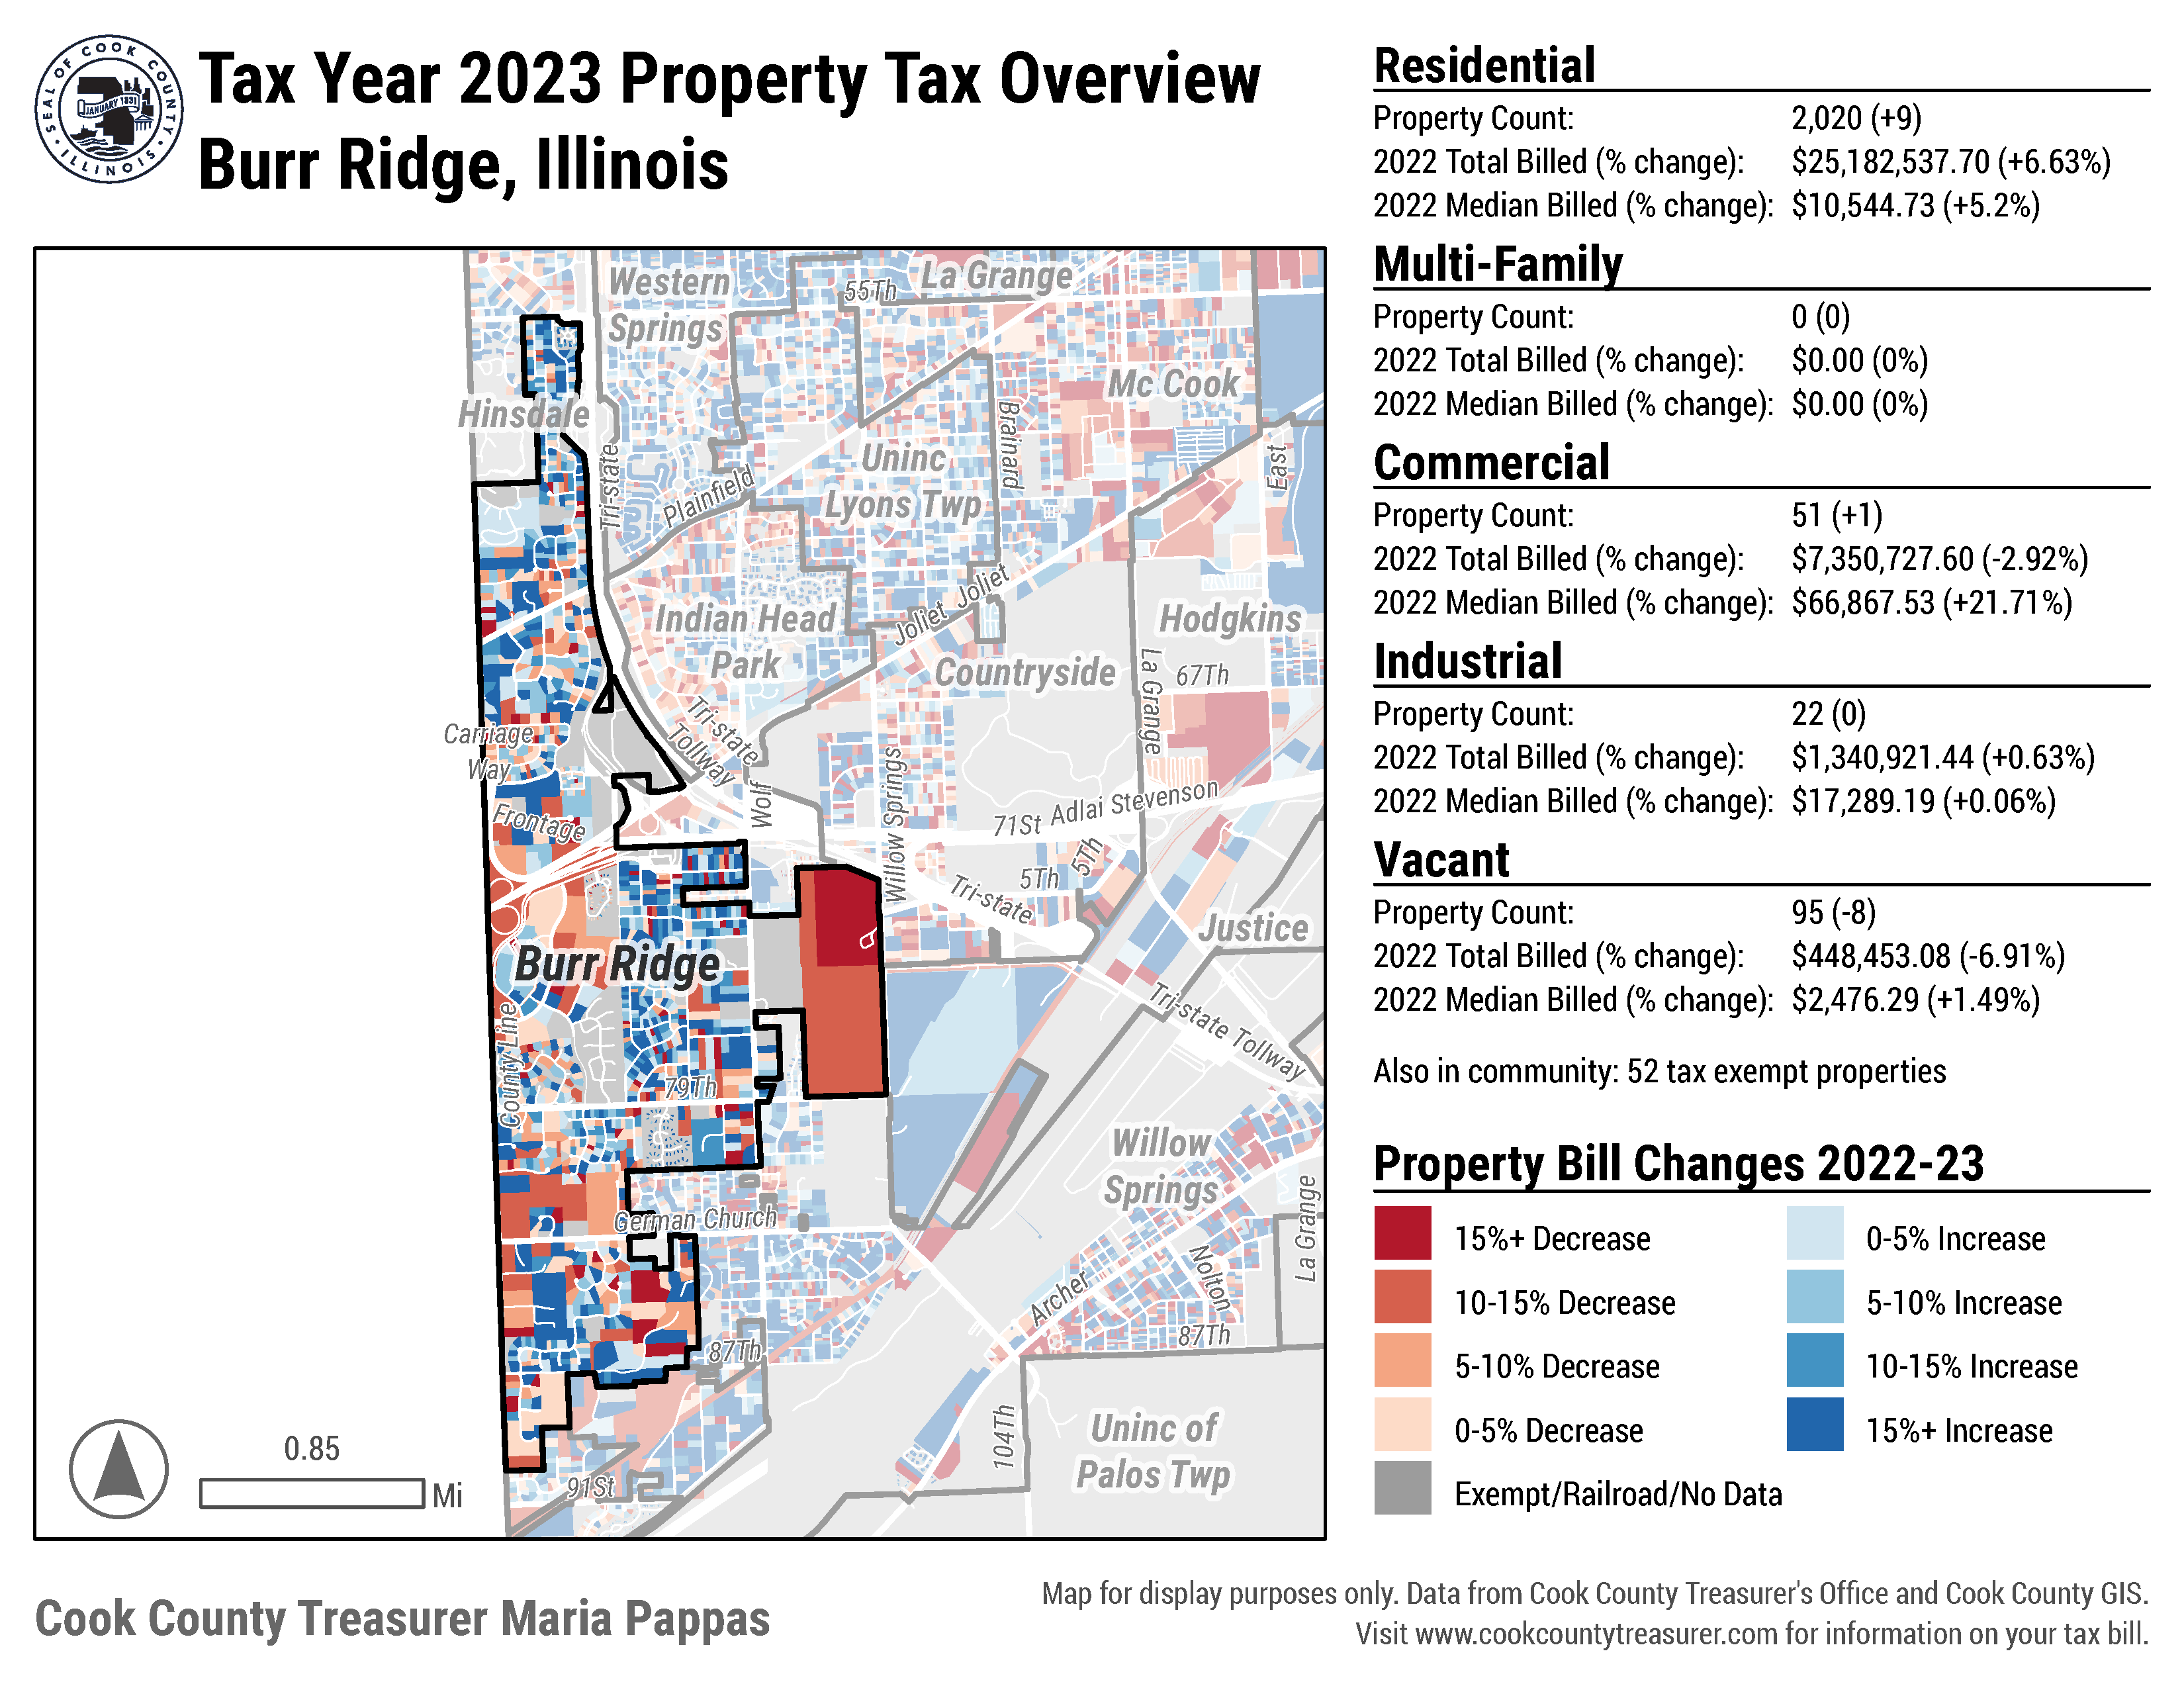 SEAL OF COOK COUNTY
ILLINOIS
JANUARY 1831
Tax Year 2023 Property Tax Overview
Burr Ridge, Illinois
Residential
Property Count: 2,020 (+9)
2022 Total Billed (% change): $25,182,537.70 (+6.63%)
2022 Median Billed (% change): $10,544.73 (+5.2%)
Multi-Family
Property Count: 0 (0)
2022 Total Billed (% change): $0.00 (0%)
2022 Median Billed (% change): $0.00 (0%)
Commercial
Property Count: 51 (+1)
2022 Total Billed (% change): $7,350,727.60 (-2.92%)
2022 Median Billed (% change): $66,867.53 (+21.71%)
Industrial
Property Count: 22 (0)
2022 Total Billed (% change): $1,340,921.44 (+0.63%)
2022 Median Billed (% change): $17,289.19 (+0.06%)
Vacant
Property Count: 95 (-8)
2022 Total Billed (% change): $448,453.08 (-6.91%)
2022 Median Billed (% change): $2,476.29 (+1.49%)
Also in community: 52 tax exempt properties
Property Bill Changes 2022-23
15%+ Decrease
10-15% Decrease
5-10% Decrease
0-5% Decrease
Exempt/Railroad/No Data
0-5% Increase
5-10% Increase
10-15% Increase
15%+ Increase
Western
Springs
La Grange
55Th
Mc Cook
Hinsdale
Brainard
Uninc
Lyons Twp
East
Tri-state
Plainfield
Indian Head
Park
Joliet
Joliet
Hodgkins
Countryside
La Grange
67Th
Carriage
Way
Tri-state
Tollway
Wolf
Willow Springs
Frontage
71St
Adlai Stevenson
5Th
5Th
Tri-state
Justice
Burr Ridge
County Line
Tri-state Tollway
79Th
Willow
Springs
German Church
La Grange
Nolton
Archer
87Th
87Th
104Th
Uninc of
Palos Twp
91St
0.85
Mi
Cook County Treasurer Maria Pappas
Map for display purposes only. Data from Cook County Treasurer's Office and Cook County GIS.
Visit www.cookcountytreasurer.com for information on your tax bill.